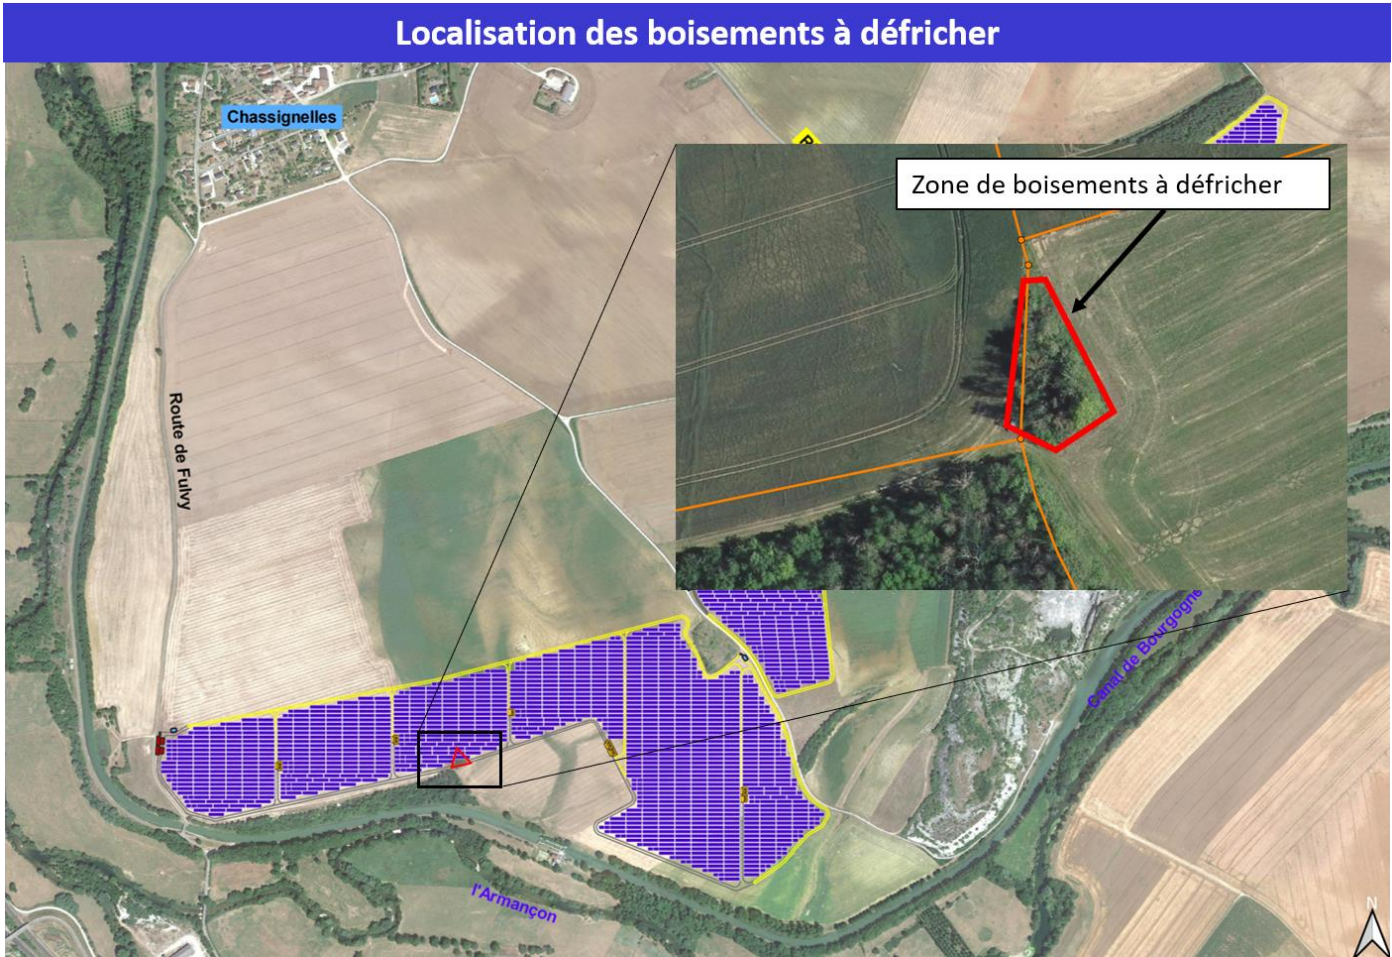 Localisation des boisements à défricher
Chassignelles
Zone de boisements à défricher
Route de Fulvy
Canal de Bourgogne
l'Armançon
N